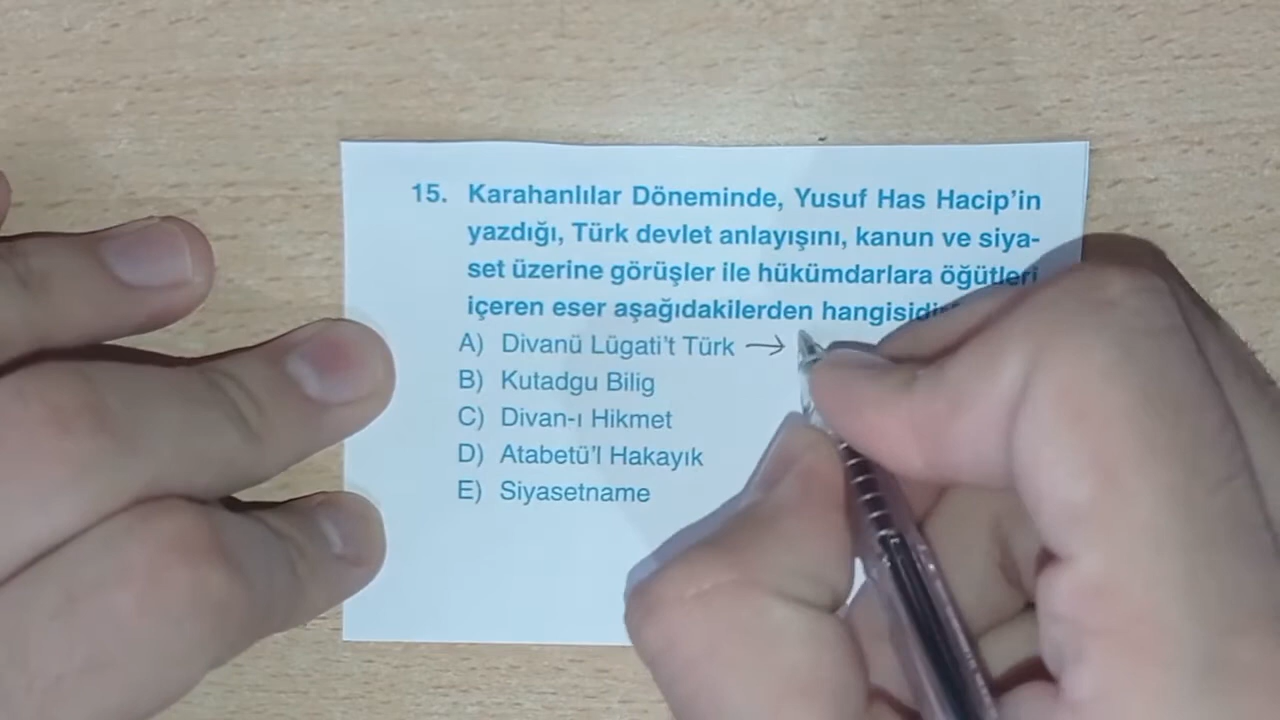 15. Karahanlılar Döneminde, Yusuf Has Hacip'in
yazdığı, Türk devlet anlayışını, kanun ve siya-
set üzerine görüşler ile hükümdarlara öğütleri
içeren eser aşağıdakilerden
A) Divanü Lügati't Türk →
B) Kutadgu Bilig
C) Divan-ı Hikmet
D) Atabetü'l Hakayık
E) Siyasetname